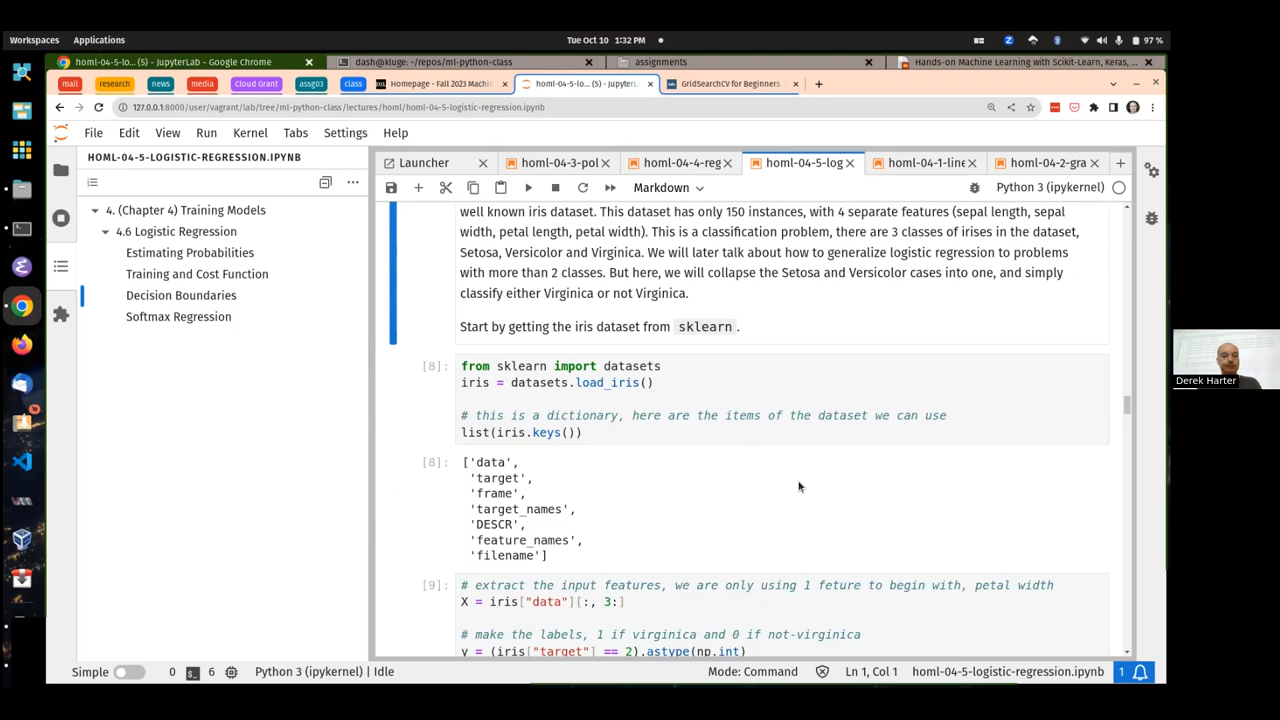 Workspaces Applications Tue Oct 10 1:32 PM 97 %
homl-04-5-lo... (5) - JupyterLab - Google Chrome dash@kluge: ~/repos/ml-python-class assignments Hands-on Machine Learning with Scikit-Learn, Keras, ...
mail research news media Cloud Grant assg03 class Homepage - Fall 2023 Machi homl-04-5-lo... (5) - Jupyter GridSearchCV for Beginners.
127.0.0.1:8000/user/vagrant/lab/tree/ml-python-class/lectures/homl/homl-04-5-logistic-regression.ipynb
File Edit View Run Kernel Tabs Settings Help
HOML-04-5-LOGISTIC-REGRESSION.IPYNB
Launcher homl-04-3-pol homl-04-4-reg homl-04-5-log homl-04-1-line homl-04-2-gra
Markdown Python 3 (ipykernel)
4. (Chapter 4) Training Models
4.6 Logistic Regression
Estimating Probabilities
Training and Cost Function
Decision Boundaries
Softmax Regression
well known iris dataset. This dataset has only 150 instances, with 4 separate features (sepal length, sepal
width, petal length, petal width). This is a classification problem, there are 3 classes of irises in the dataset,
Setosa, Versicolor and Virginica. We will later talk about how to generalize logistic regression to problems
with more than 2 classes. But here, we will collapse the Setosa and Versicolor cases into one, and simply
classify either Virginica or not Virginica.
Start by getting the iris dataset from sklearn.
[8]: from sklearn import datasets
iris = datasets.load_iris()
# this is a dictionary, here are the items of the dataset we can use
list(iris.keys())
[8]: ['data',
'target',
'frame',
'target_names',
'DESCR',
'feature_names',
'filename']
[9]: # extract the input features, we are only using 1 feture to begin with, petal width
X = iris["data"][:, 3:]
# make the labels, 1 if virginica and 0 if not-virginica
y = (iris["target"] == 2).astype(np.int)
Simple 0 6 Python 3 (ipykernel) | Idle Mode: Command Ln 1, Col 1 homl-04-5-logistic-regression.ipynb 1
Derek Harter